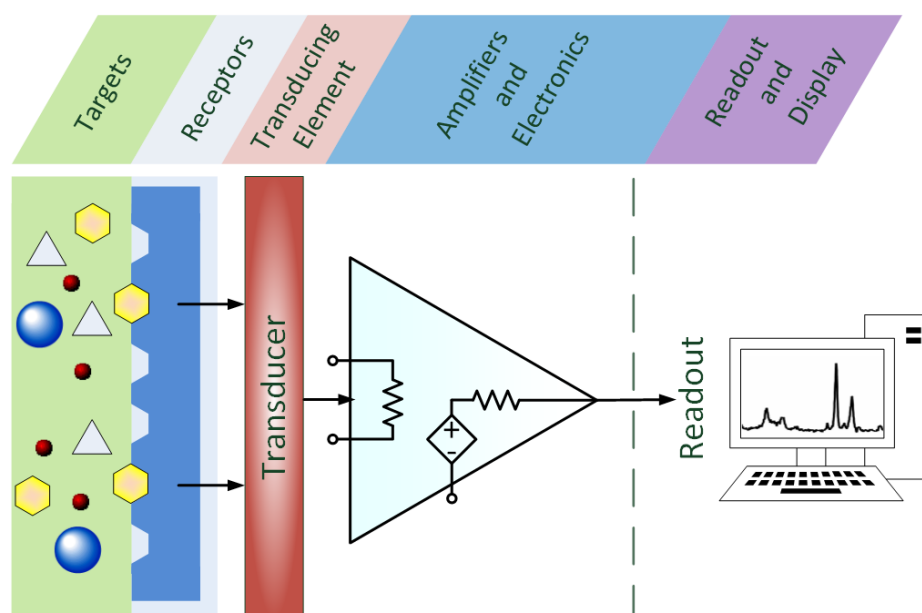 Targets
Receptors
Transducing
Element
Amplifiers
and
Electronics
Readout
and
Display
Transducer
+
-
Readout